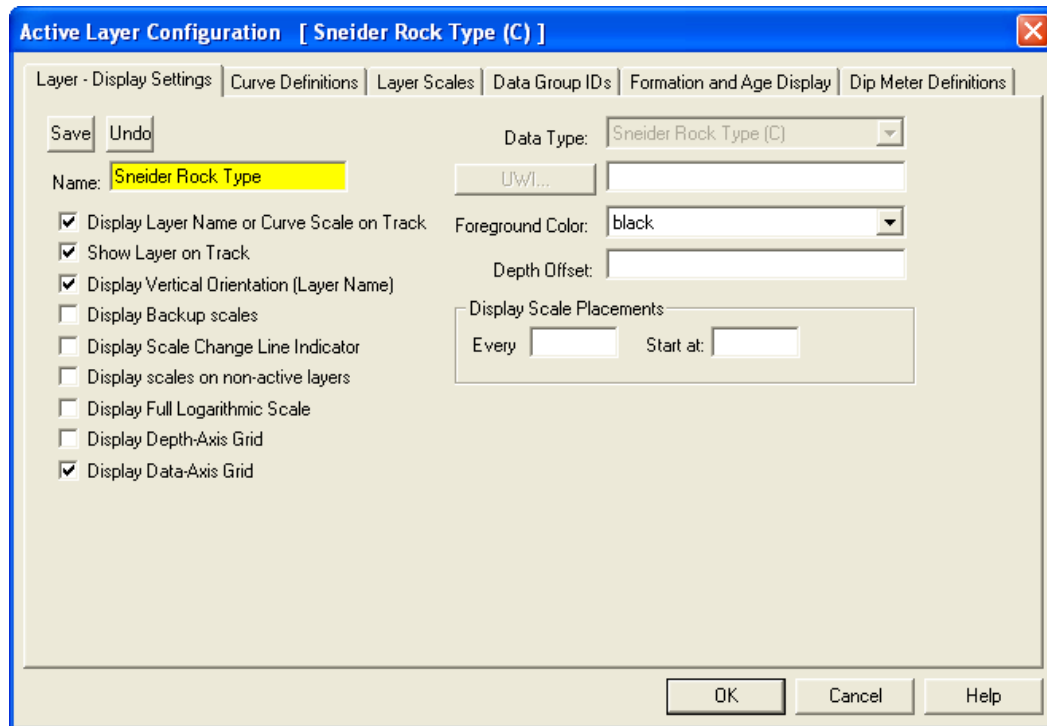 Active Layer Configuration [ Sneider Rock Type (C) ]
Layer - Display Settings Curve Definitions Layer Scales Data Group IDs Formation and Age Display Dip Meter Definitions
Save Undo
Name: Sneider Rock Type
Display Layer Name or Curve Scale on Track
Show Layer on Track
Display Vertical Orientation (Layer Name)
Display Backup scales
Display Scale Change Line Indicator
Display scales on non-active layers
Display Full Logarithmic Scale
Display Depth-Axis Grid
Display Data-Axis Grid
Data Type: Sneider Rock Type (C)
UWI...
Foreground Color: black
Depth Offset:
Display Scale Placements
Every Start at:
OK Cancel Help